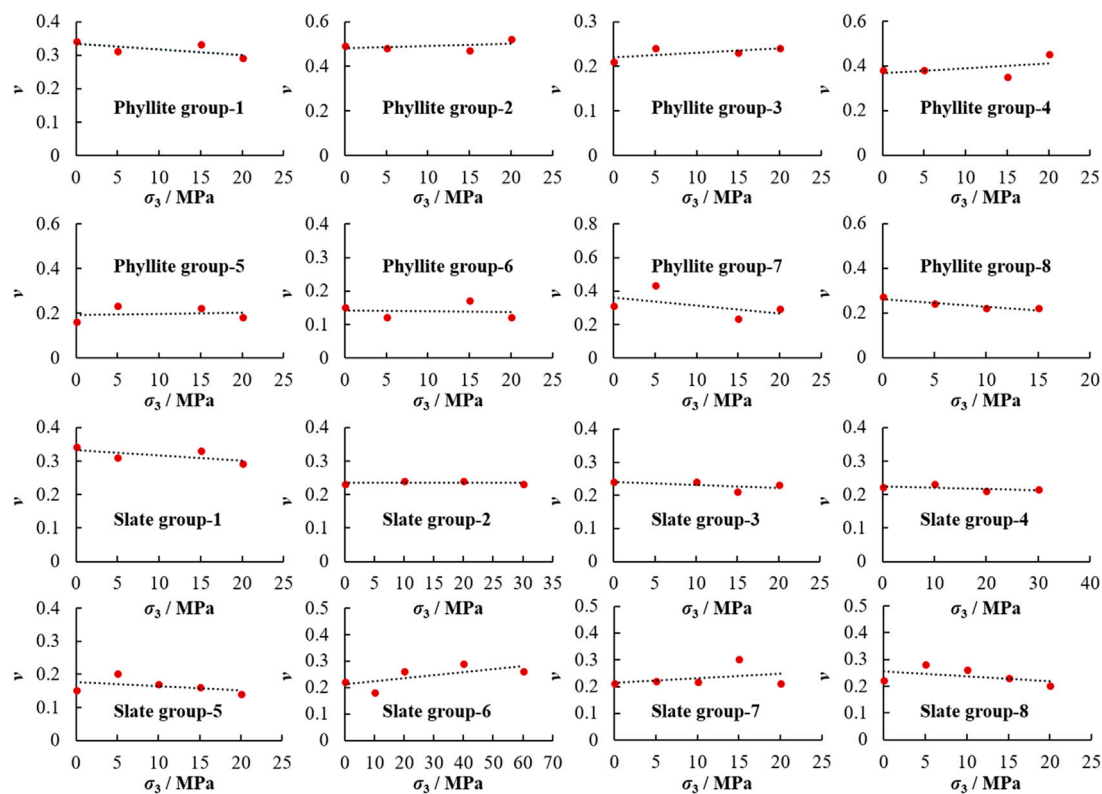 0.4 0.6 0.3 0.6
0.3 0.4 0.2 0.4
ν 0.2 ν ν ν
0.1 Phyllite group-1 0.2 Phyllite group-2 0.1 Phyllite group-3 0.2 Phyllite group-4
0 0 0 0
0 5 10 15 20 25 0 5 10 15 20 25 0 5 10 15 20 25 0 5 10 15 20 25
σ3 / MPa σ3 / MPa σ3 / MPa σ3 / MPa
0.6 0.4 0.6 0.6
Phyllite group-5 0.3 Phyllite group-6 Phyllite group-7 Phyllite group-8
0.4 0.4 0.4
ν ν 0.2 ν ν
0.2 0.1 0.2 0.2
0 0 0 0
0 5 10 15 20 25 0 5 10 15 20 25 0 5 10 15 20 25 0 5 10 15 20
σ3 / MPa σ3 / MPa σ3 / MPa σ3 / MPa
0.4 0.4 0.4 0.4
0.3 0.3 0.3 0.3
ν 0.2 ν 0.2 ν 0.2 ν 0.2
0.1 Slate group-1 0.1 Slate group-2 0.1 Slate group-3 0.1 Slate group-4
0 0 0 0
0 5 10 15 20 25 0 5 10 15 20 25 30 35 0 5 10 15 20 25 0 10 20 30 40
σ3 / MPa σ3 / MPa σ3 / MPa σ3 / MPa
0.4 0.5 0.5 0.5
0.3 0.4 0.4 0.4
ν 0.2 ν 0.3 ν 0.3 ν 0.3
0.2 0.2 0.2
0.1 Slate group-5 0.1 Slate group-6 0.1 Slate group-7 0.1 Slate group-8
0 0 0 0
0 5 10 15 20 25 0 10 20 30 40 50 60 70 0 5 10 15 20 25 0 5 10 15 20 25
σ3 / MPa σ3 / MPa σ3 / MPa σ3 / MPa